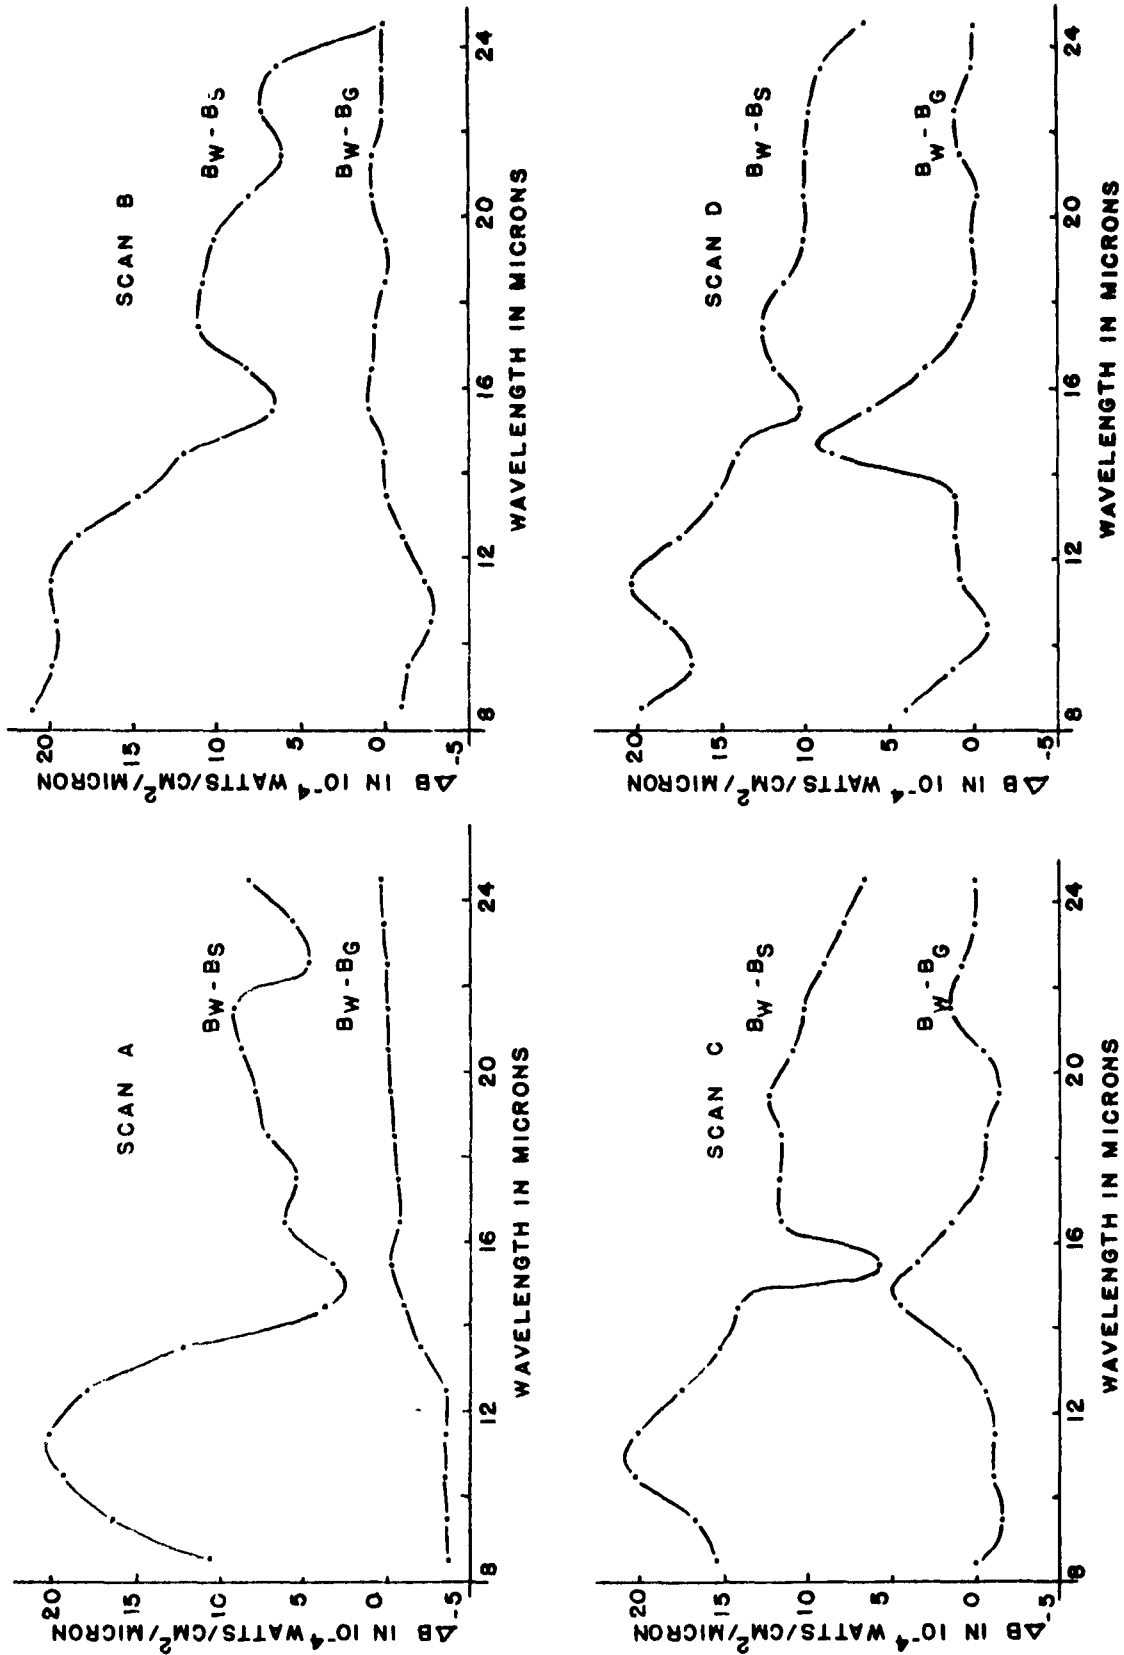 SCAN A
BW-BS
BW-BG
20
15
10
5
0
-5
ΔB IN 10⁻⁴ WATTS/CM²/MICRON
8
12
16
20
24
WAVELENGTH IN MICRONS
SCAN B
BW-BS
BW-BG
20
15
10
5
0
-5
ΔB IN 10⁻⁴ WATTS/CM²/MICRON
8
12
16
20
24
WAVELENGTH IN MICRONS
SCAN C
BW-BS
BW-BG
20
15
10
5
0
-5
ΔB IN 10⁻⁴ WATTS/CM²/MICRON
8
12
16
20
24
WAVELENGTH IN MICRONS
SCAN D
BW-BS
BW-BG
20
15
10
5
0
-5
ΔB IN 10⁻⁴ WATTS/CM²/MICRON
8
12
16
20
24
WAVELENGTH IN MICRONS